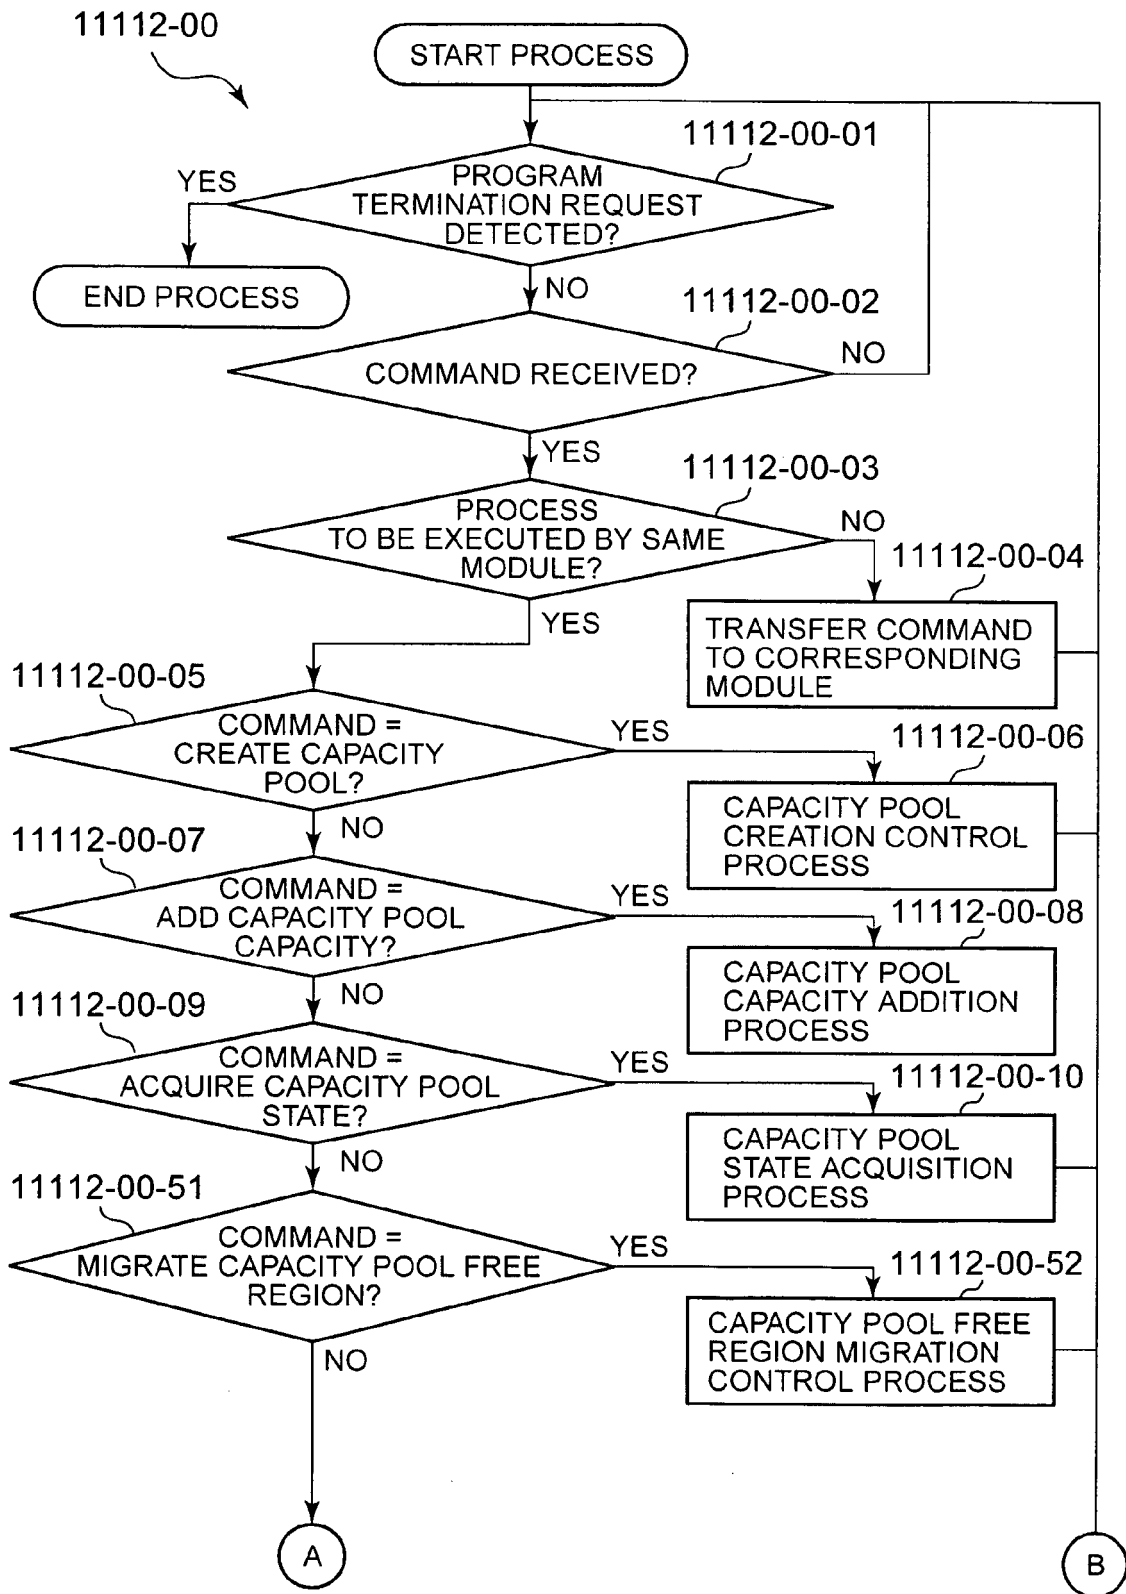 11112-00
START PROCESS
11112-00-01
PROGRAM
TERMINATION REQUEST
DETECTED?
YES
END PROCESS
NO
11112-00-02
COMMAND RECEIVED?
NO
YES
11112-00-03
PROCESS
TO BE EXECUTED BY SAME
MODULE?
NO
11112-00-04
TRANSFER COMMAND
TO CORRESPONDING
MODULE
YES
11112-00-05
COMMAND =
CREATE CAPACITY
POOL?
YES
11112-00-06
CAPACITY POOL
CREATION CONTROL
PROCESS
NO
11112-00-07
COMMAND =
ADD CAPACITY POOL
CAPACITY?
YES
11112-00-08
CAPACITY POOL
CAPACITY ADDITION
PROCESS
NO
11112-00-09
COMMAND =
ACQUIRE CAPACITY POOL
STATE?
YES
11112-00-10
CAPACITY POOL
STATE ACQUISITION
PROCESS
NO
11112-00-51
COMMAND =
MIGRATE CAPACITY POOL FREE
REGION?
YES
11112-00-52
CAPACITY POOL FREE
REGION MIGRATION
CONTROL PROCESS
NO
A
B